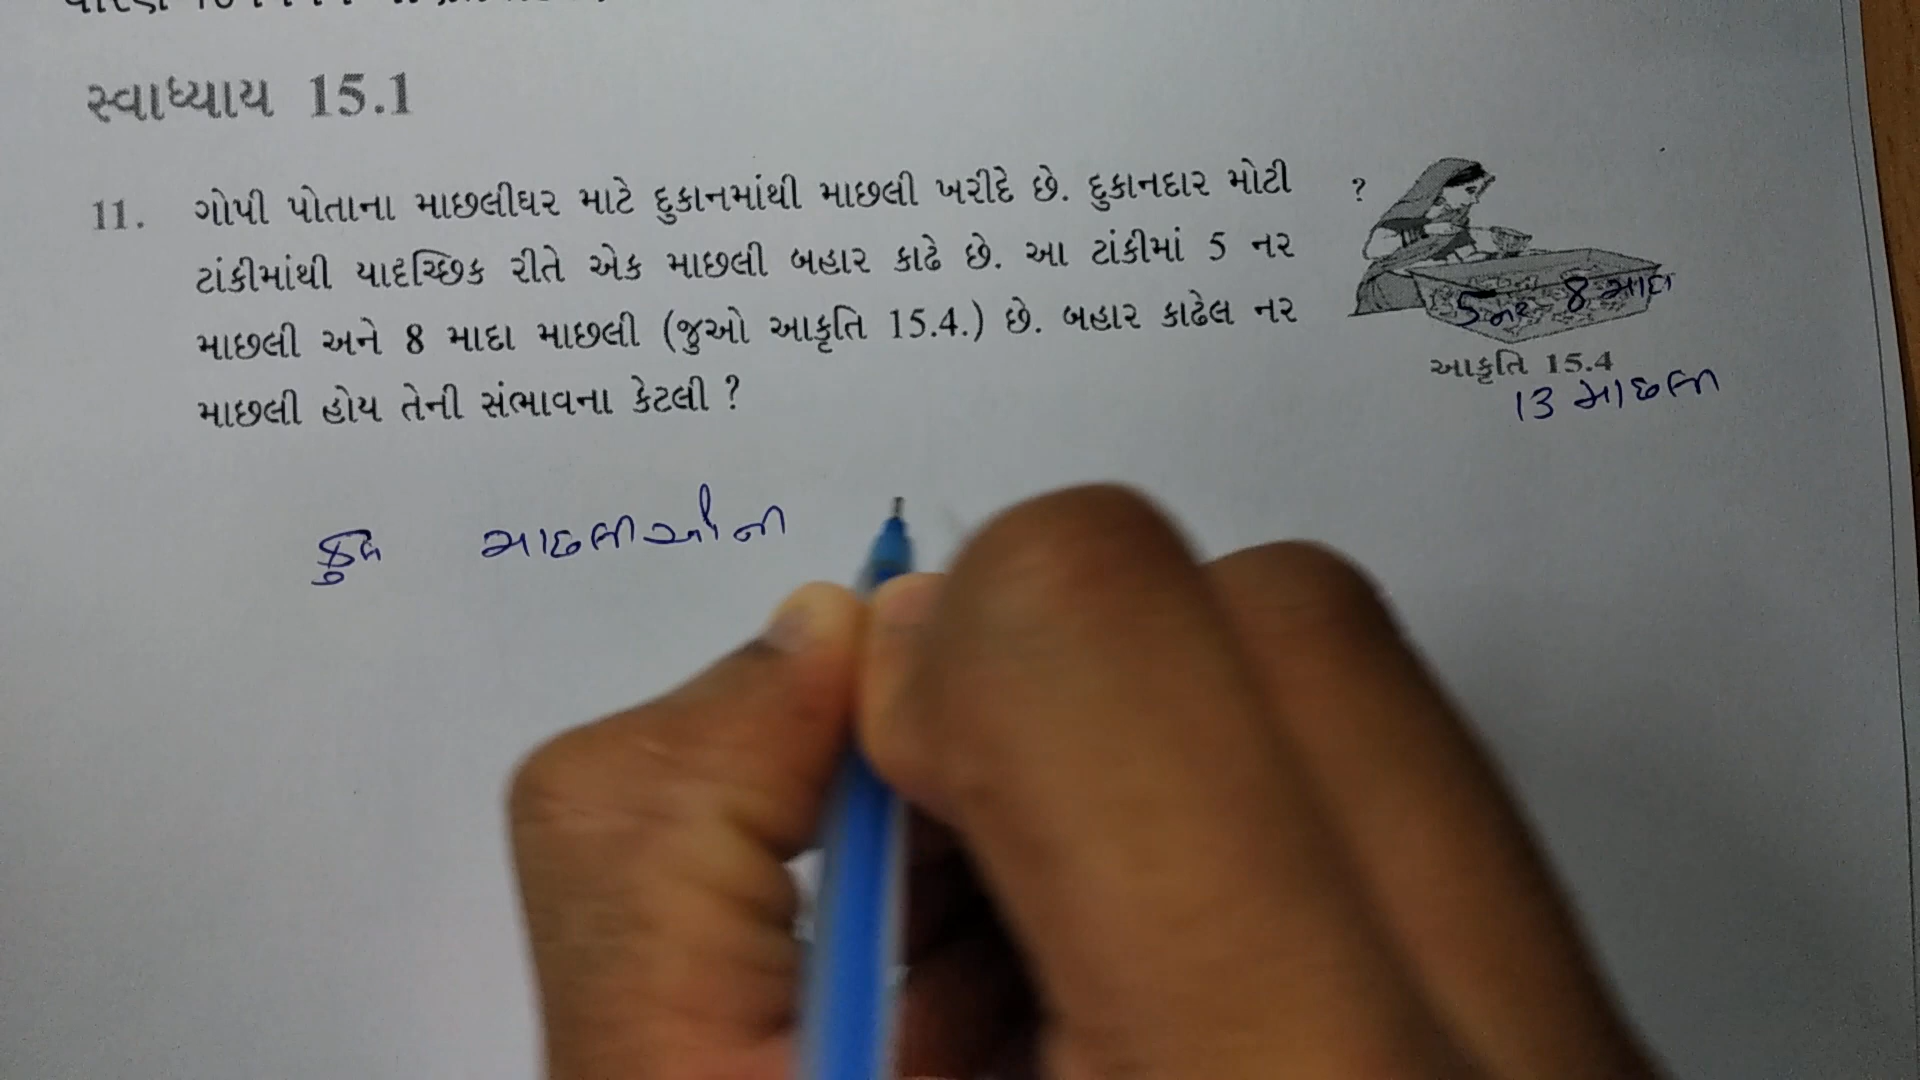 સ્વાધ્યાય 15.1
11. ગોપી પોતાના માછલીઘર માટે દુકાનમાંથી માછલી ખરીદે છે. દુકાનદાર મોટી
ટાંકીમાંથી યાદૃચ્છિક રીતે એક માછલી બહાર કાઢે છે. આ ટાંકીમાં 5 નર
માછલી અને 8 માદા માછલી (જુઓ આકૃતિ 15.4.) છે. બહાર કાઢેલ નર
માછલી હોય તેની સંભાવના કેટલી ?
?
5 નર 8 માદા
આકૃતિ 15.4
13 માછલી
કુલ માછલીઓની